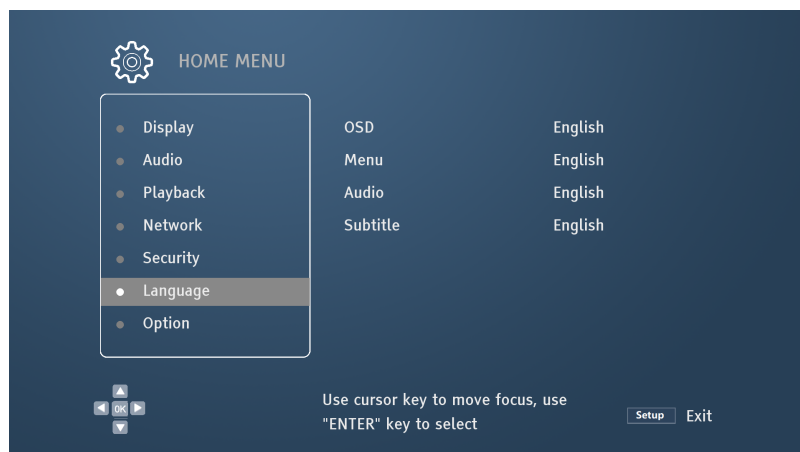 HOME MENU
Display
Audio
Playback
Network
Security
Language
Option
OSD English
Menu English
Audio English
Subtitle English
OK
Use cursor key to move focus, use
"ENTER" key to select
Setup Exit